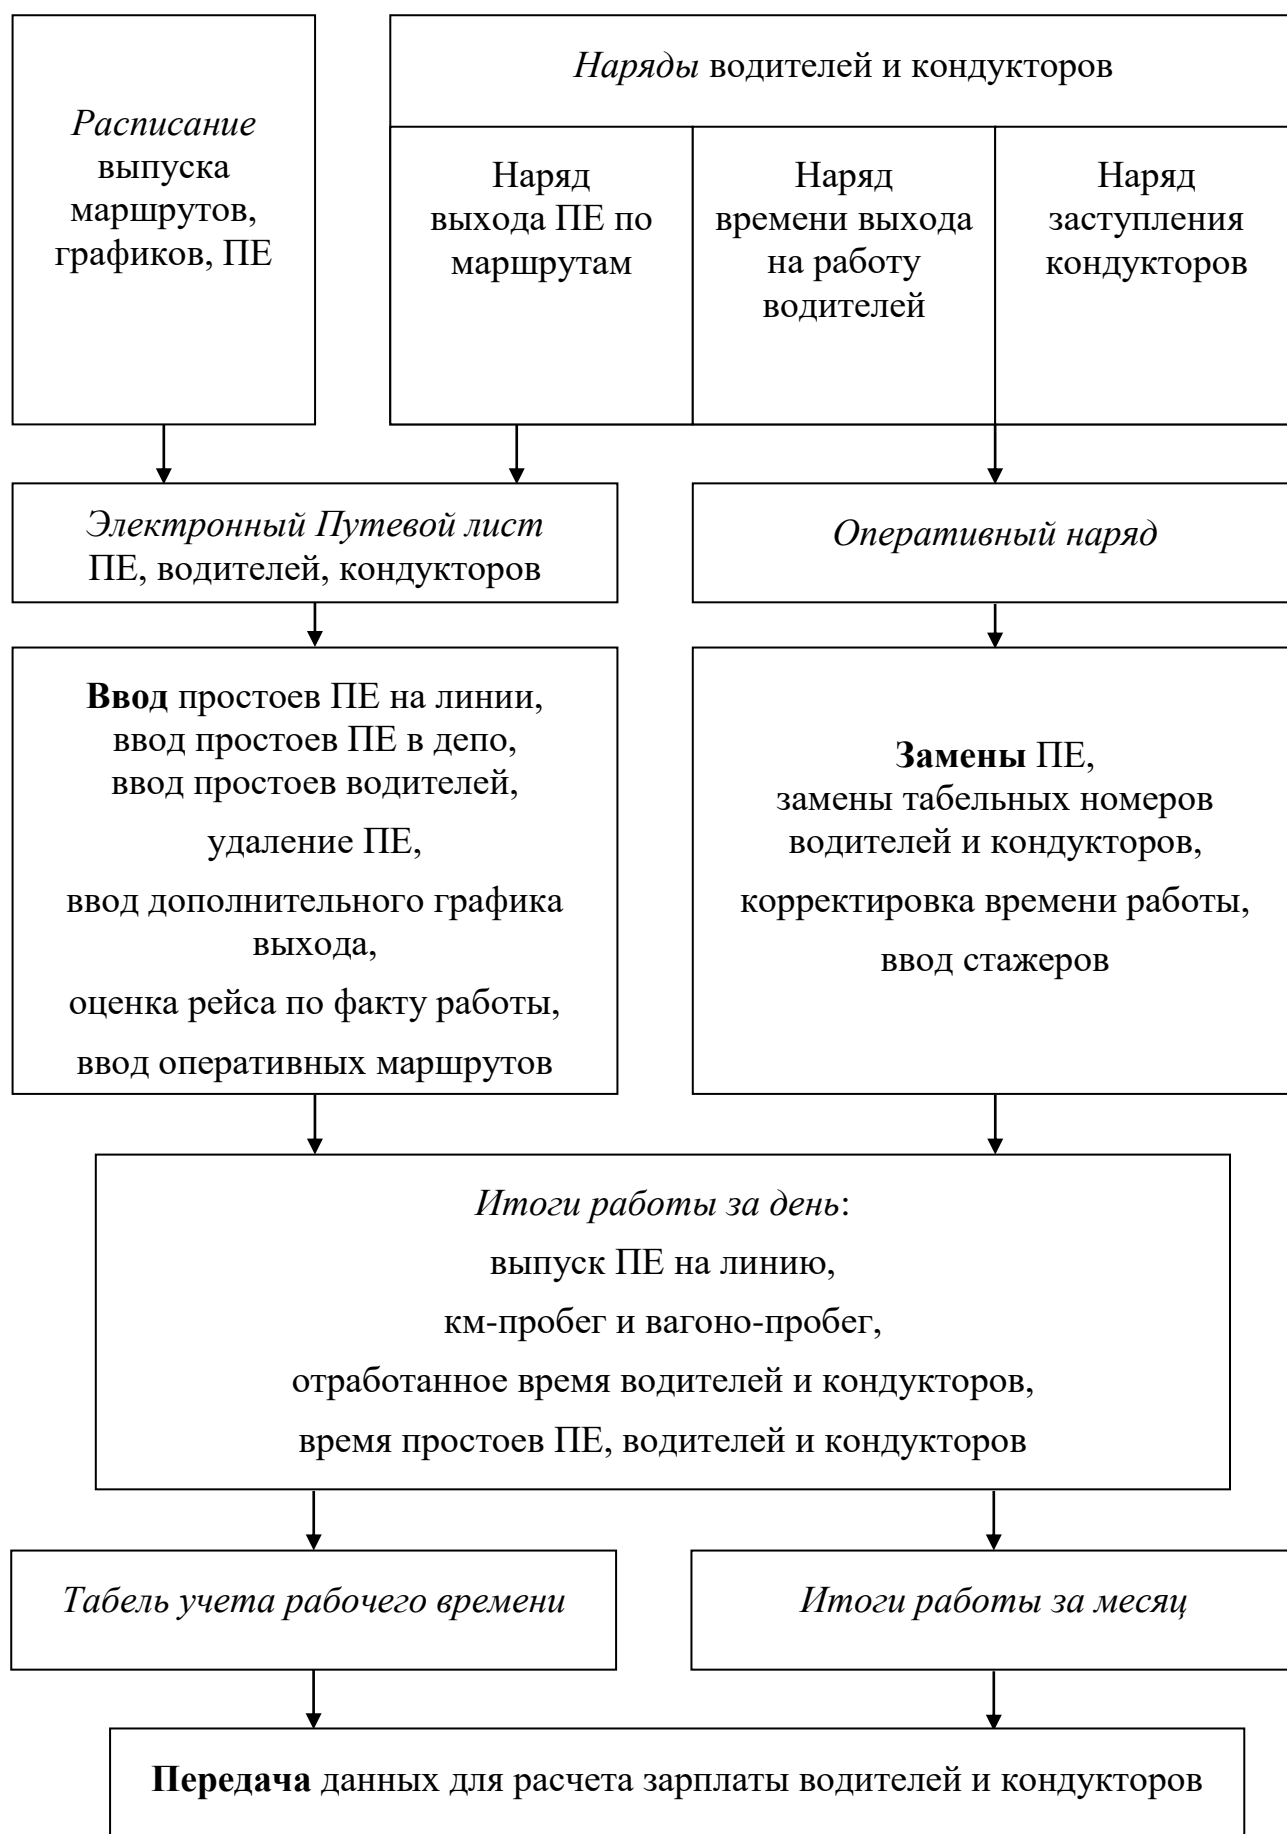 Расписание
выпуска
маршрутов,
графиков, ПЕ
Наряды водителей и кондукторов
Наряд
выхода ПЕ по
маршрутам
Наряд
времени выхода
на работу
водителей
Наряд
заступления
кондукторов
Электронный Путевой лист
ПЕ, водителей, кондукторов
Оперативный наряд
Ввод простоев ПЕ на линии,
ввод простоев ПЕ в депо,
ввод простоев водителей,
удаление ПЕ,
ввод дополнительного графика
выхода,
оценка рейса по факту работы,
ввод оперативных маршрутов
Замены ПЕ,
замены табельных номеров
водителей и кондукторов,
корректировка времени работы,
ввод стажеров
Итоги работы за день:
выпуск ПЕ на линию,
км-пробег и вагоно-пробег,
отработанное время водителей и кондукторов,
время простоев ПЕ, водителей и кондукторов
Табель учета рабочего времени
Итоги работы за месяц
Передача данных для расчета зарплаты водителей и кондукторов